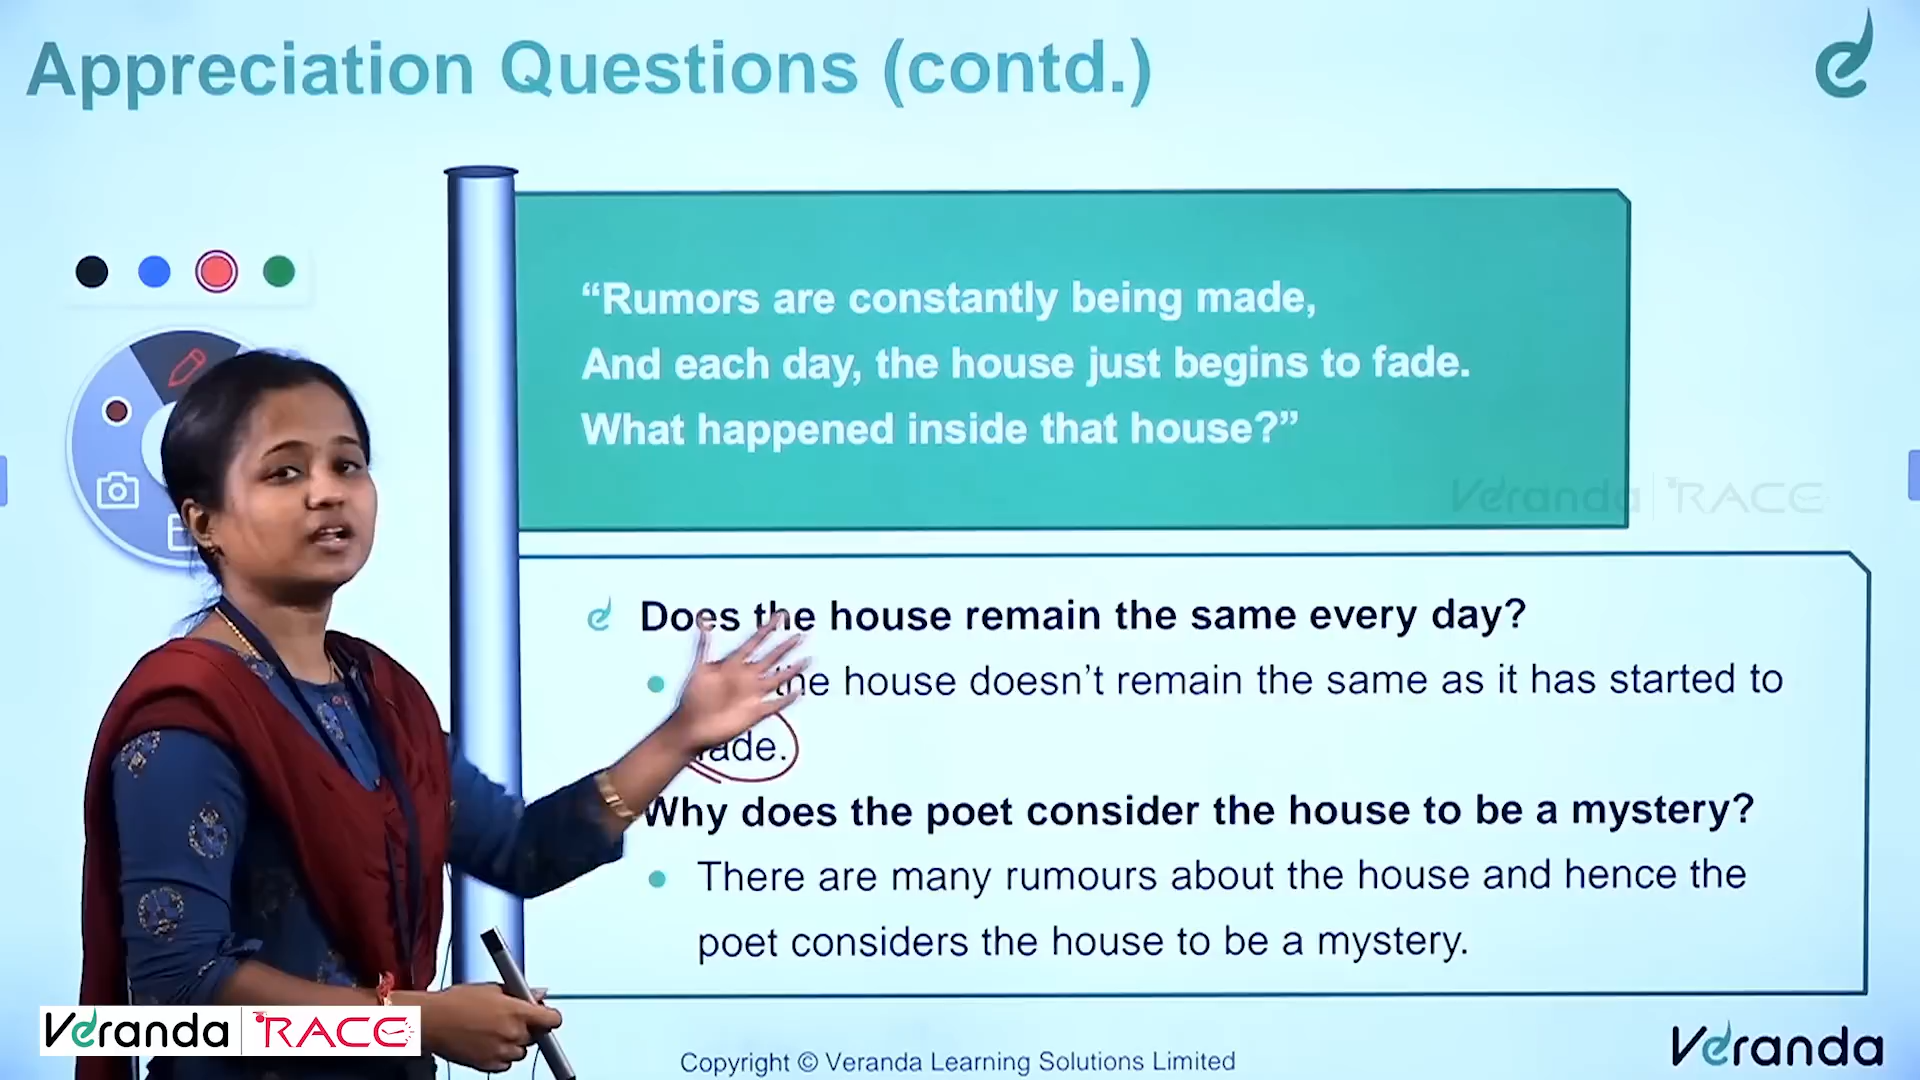 Appreciation Questions (contd.)
“Rumors are constantly being made,
And each day, the house just begins to fade.
What happened inside that house?”
Veranda RACE
Does the house remain the same every day?
the house doesn’t remain the same as it has started to
Why does the poet consider the house to be a mystery?
There are many rumours about the house and hence the
poet considers the house to be a mystery.
Veranda RACE
Copyright © Veranda Learning Solutions Limited
Veranda